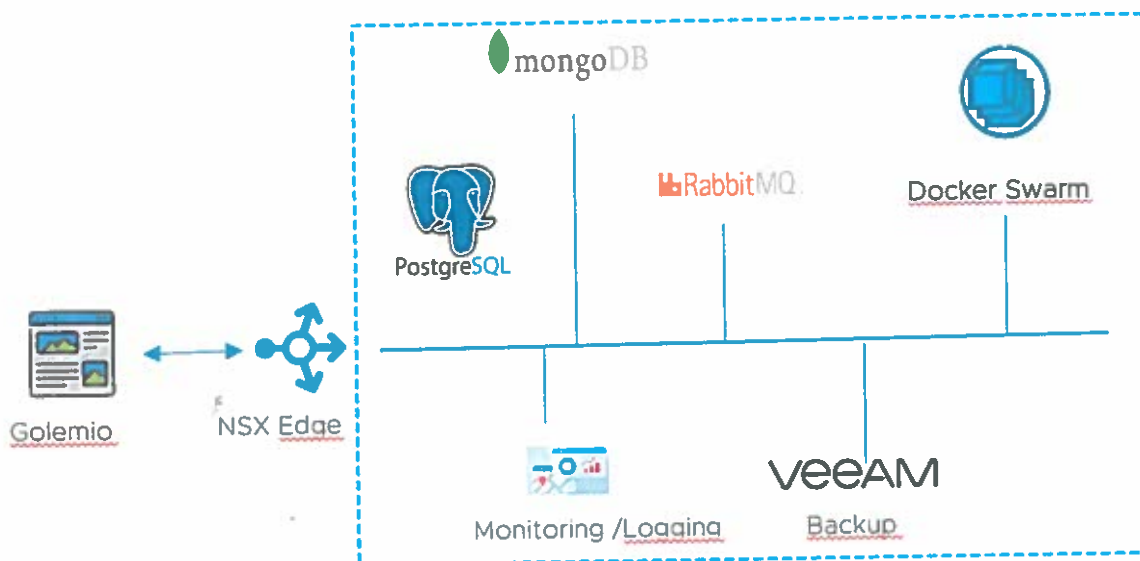 mongoDB
RabbitMQ
Docker Swarm
PostgreSQL
Golemio
NSX Edge
Monitoring /Logging
veeAM
Backup